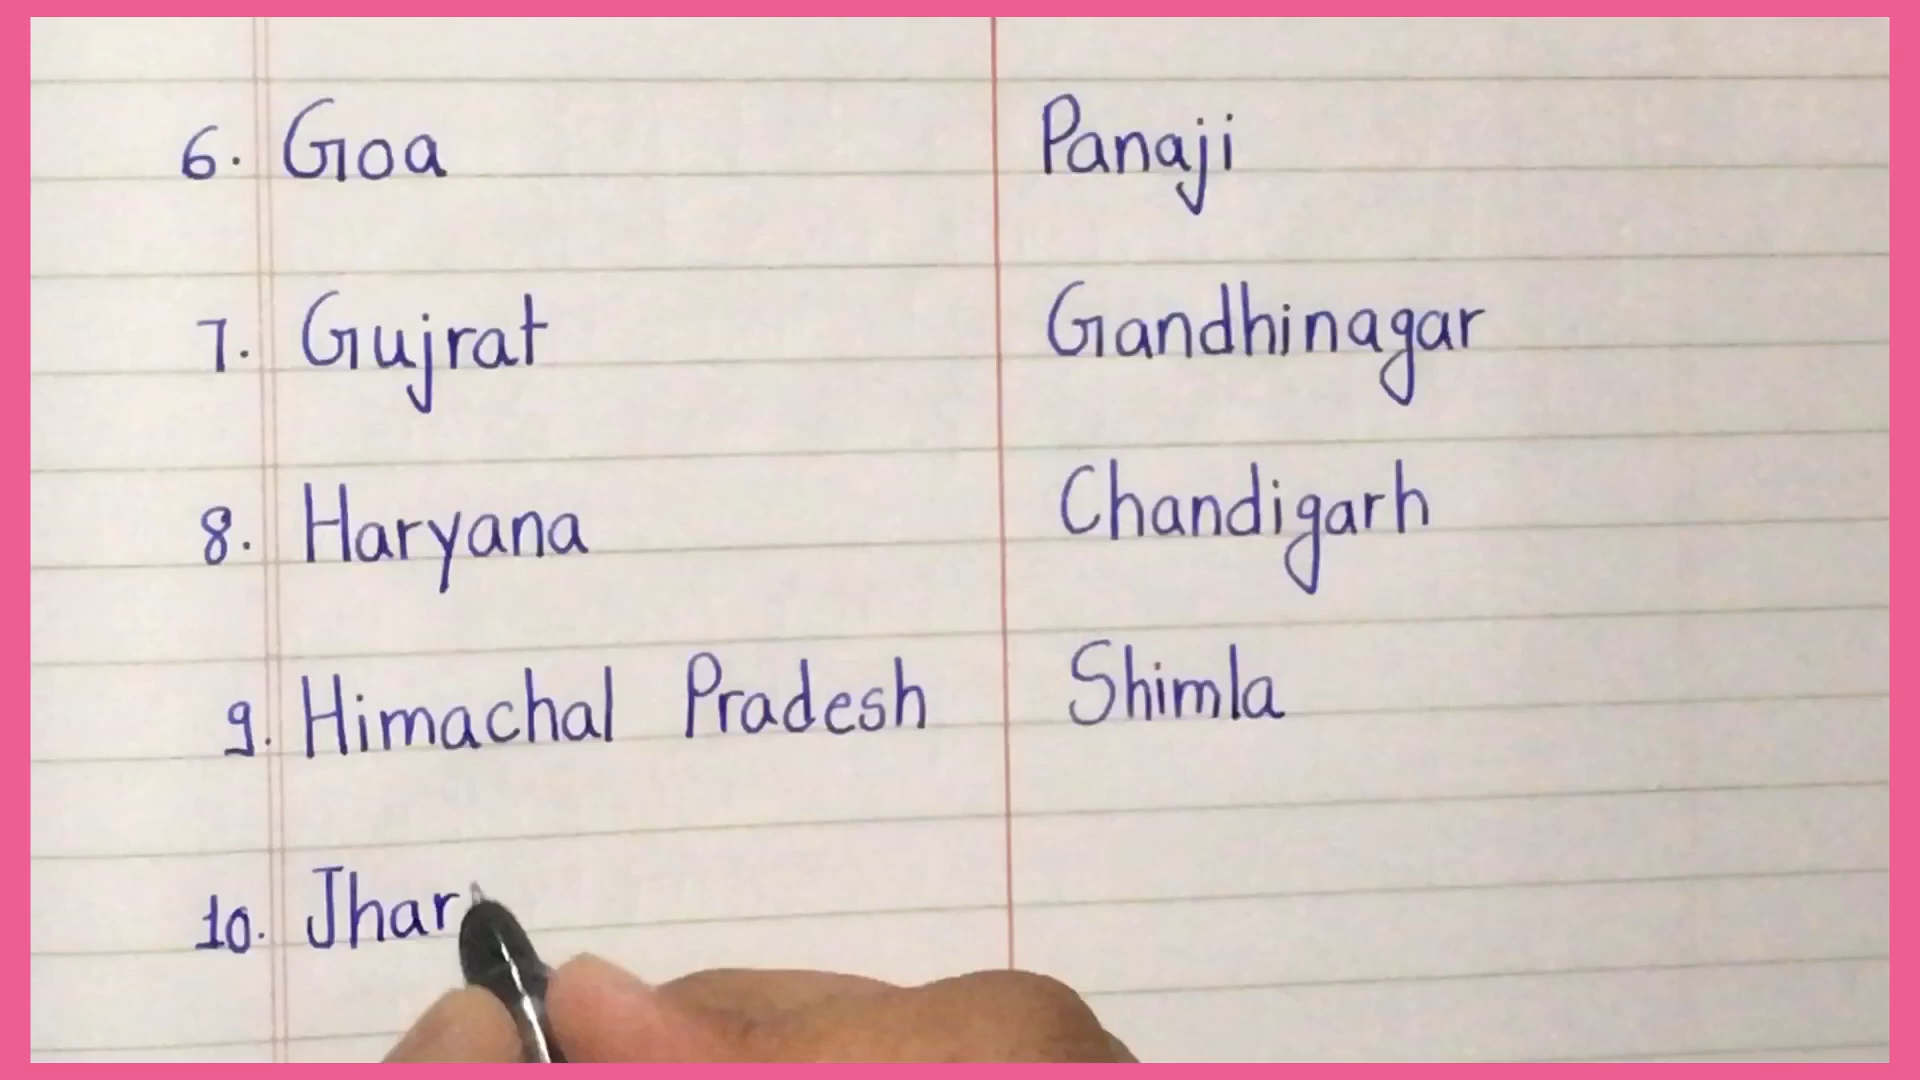 6. Goa Panaji
7. Gujrat Gandhinagar
8. Haryana Chandigarh
9. Himachal Pradesh Shimla
10. Jhar